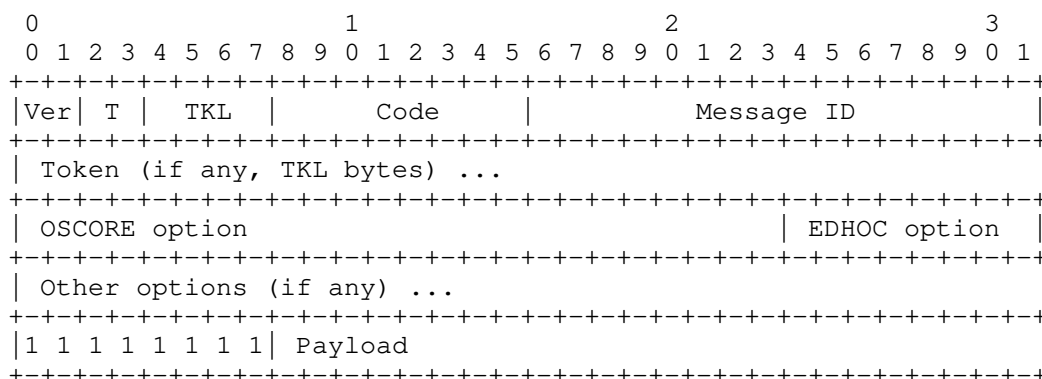 0                   1                   2                   3
 0 1 2 3 4 5 6 7 8 9 0 1 2 3 4 5 6 7 8 9 0 1 2 3 4 5 6 7 8 9 0 1
+-+-+-+-+-+-+-+-+-+-+-+-+-+-+-+-+-+-+-+-+-+-+-+-+-+-+-+-+-+-+-+-+
|Ver| T |  TKL  |      Code     |          Message ID           |
+-+-+-+-+-+-+-+-+-+-+-+-+-+-+-+-+-+-+-+-+-+-+-+-+-+-+-+-+-+-+-+-+
| Token (if any, TKL bytes) ...
+-+-+-+-+-+-+-+-+-+-+-+-+-+-+-+-+-+-+-+-+-+-+-+-+-+-+-+-+-+-+-+-+
| OSCORE option                                 | EDHOC option  |
+-+-+-+-+-+-+-+-+-+-+-+-+-+-+-+-+-+-+-+-+-+-+-+-+-+-+-+-+-+-+-+-+
| Other options (if any) ...
+-+-+-+-+-+-+-+-+-+-+-+-+-+-+-+-+-+-+-+-+-+-+-+-+-+-+-+-+-+-+-+-+
|1 1 1 1 1 1 1 1| Payload
+-+-+-+-+-+-+-+-+-+-+-+-+-+-+-+-+-+-+-+-+-+-+-+-+-+-+-+-+-+-+-+-+